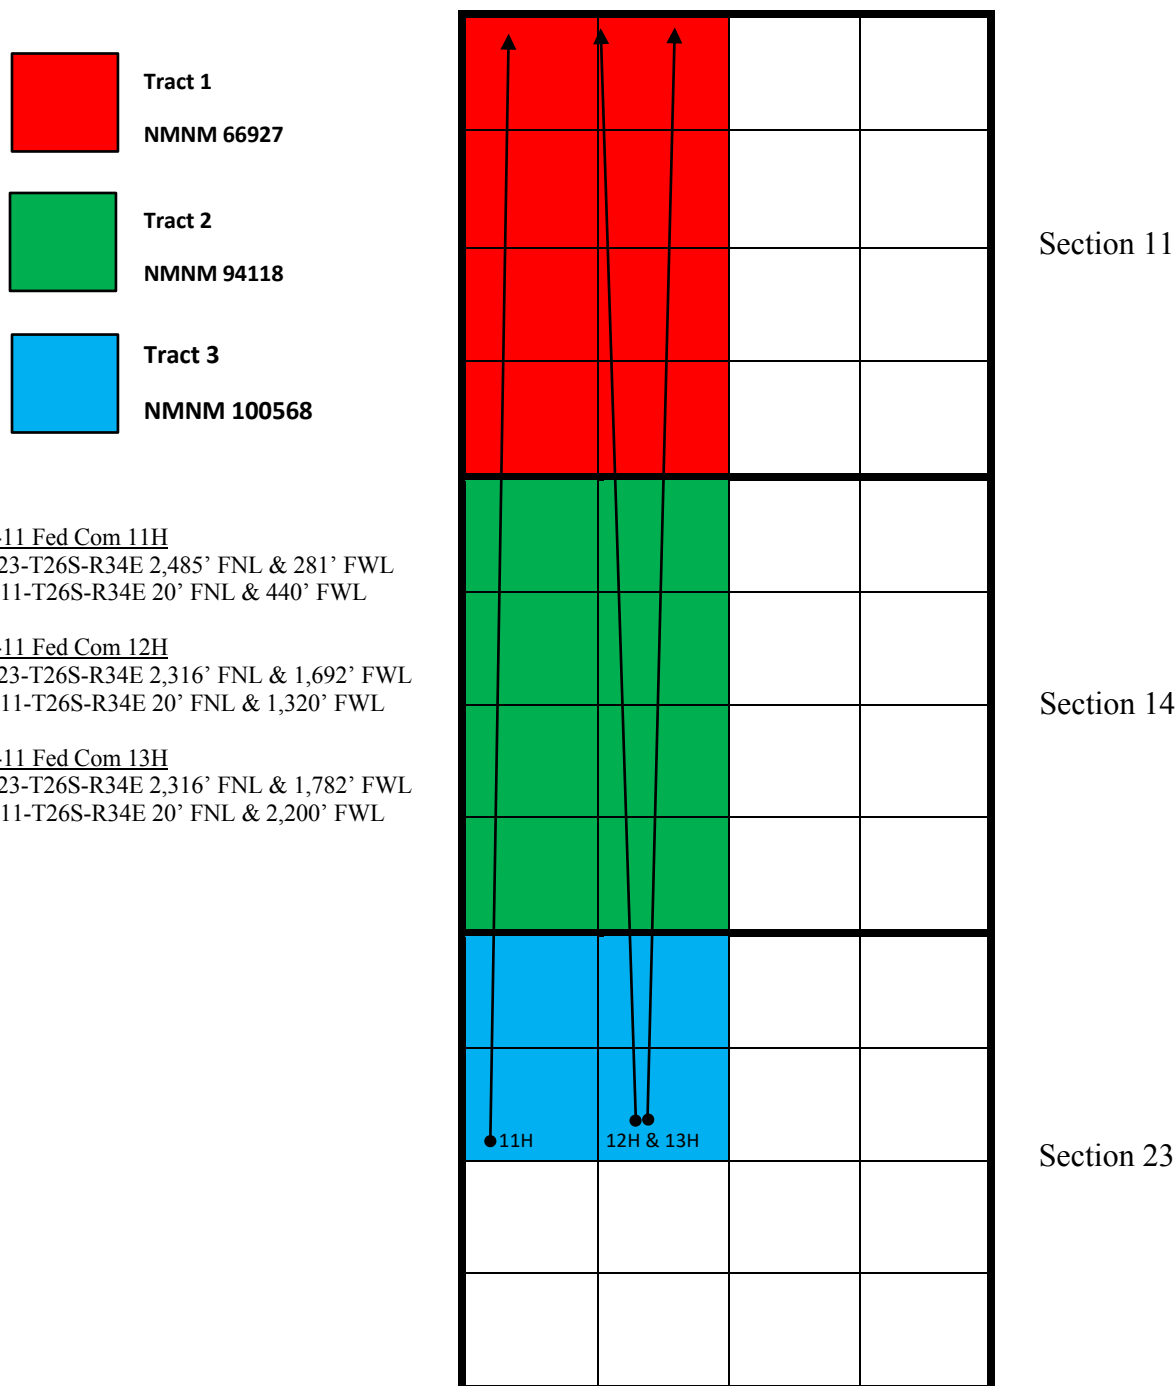 Tract 1
NMNM 66927
Tract 2
NMNM 94118
Tract 3
NMNM 100568
-11 Fed Com 11H
23-T26S-R34E 2,485’ FNL & 281’ FWL
11-T26S-R34E 20’ FNL & 440’ FWL
-11 Fed Com 12H
23-T26S-R34E 2,316’ FNL & 1,692’ FWL
11-T26S-R34E 20’ FNL & 1,320’ FWL
-11 Fed Com 13H
23-T26S-R34E 2,316’ FNL & 1,782’ FWL
11-T26S-R34E 20’ FNL & 2,200’ FWL
11H
12H & 13H
Section 11
Section 14
Section 23